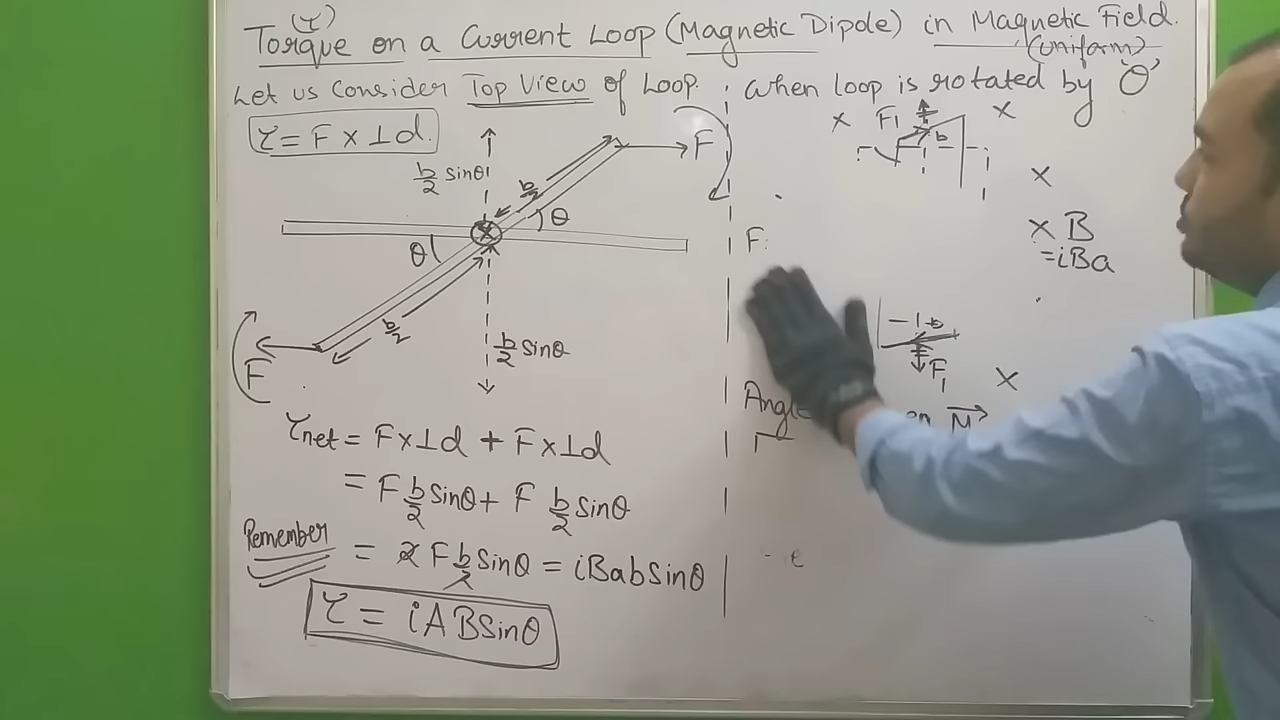 (τ)
Torque on a Current Loop (Magnetic Dipole) in Magnetic Field.
(Uniform)
Let us Consider Top View of Loop.
τ = F × ⊥d.
b/2 sinθ
b/2
F
θ
θ
b/2
b/2 sinθ
F
τnet = F×⊥d + F×⊥d
= F b/2 sinθ + F b/2 sinθ
Remember
= 2 F b/2 sinθ = iBab sinθ
τ = iABsinθ
When loop is rotated by 'θ'
× F1 ×
b
×
× B
F
= iBa
b
F1 ×
Angle M